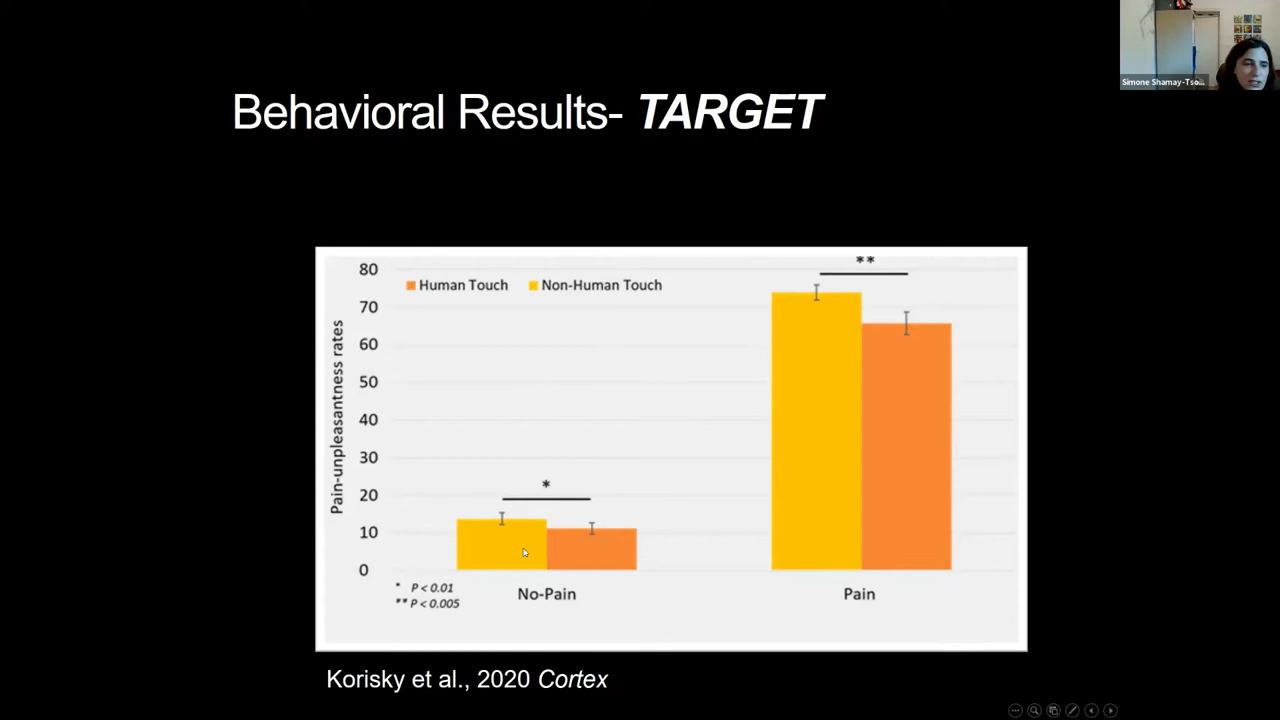 Simone Shamay-Tso...
Behavioral Results- TARGET
**
80
Human Touch Non-Human Touch
70
60
50
40
30
20
10
0
Pain-unpleasantness rates
*
No-Pain Pain
* P < 0.01
** P < 0.005
Korisky et al., 2020 Cortex